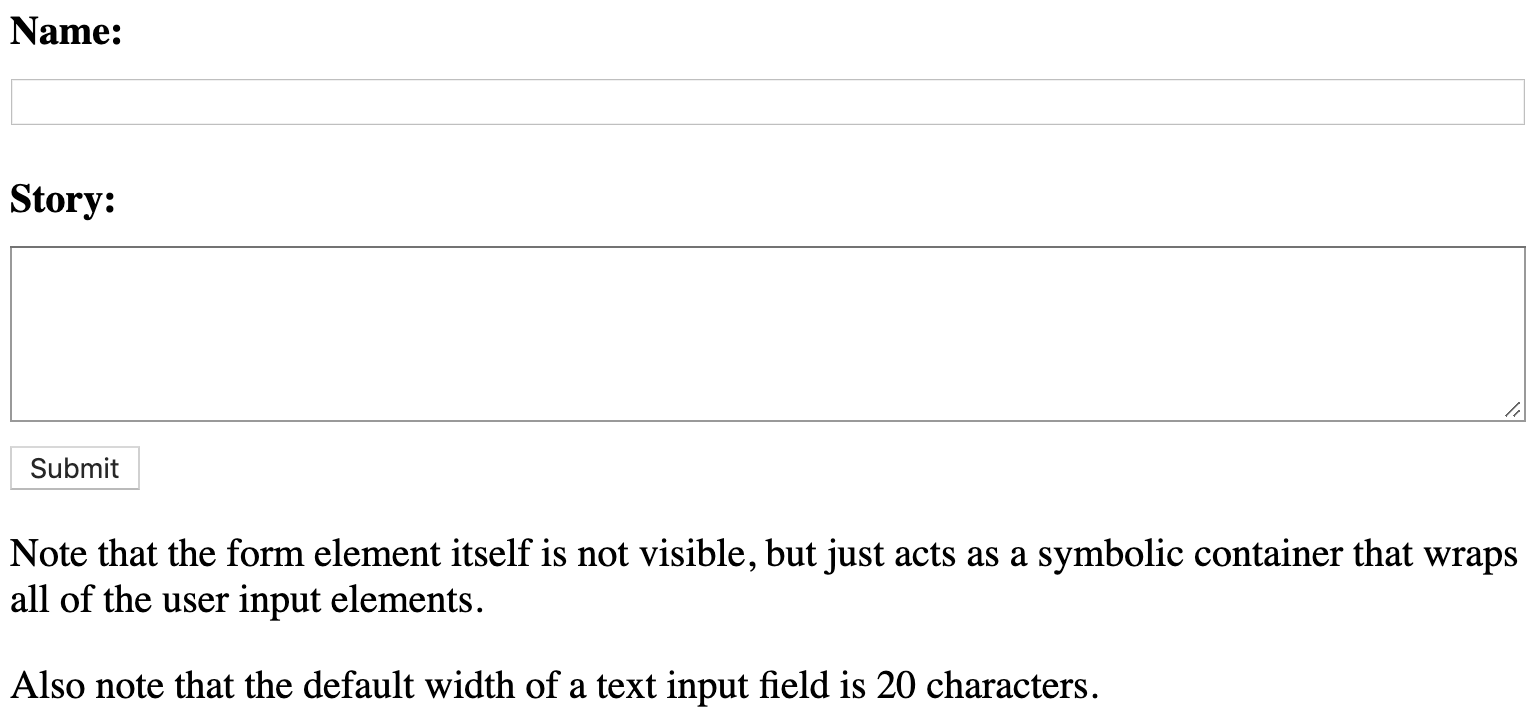 Name:
Story:
Submit
Note that the form element itself is not visible, but just acts as a symbolic container that wraps
all of the user input elements.
Also note that the default width of a text input field is 20 characters.